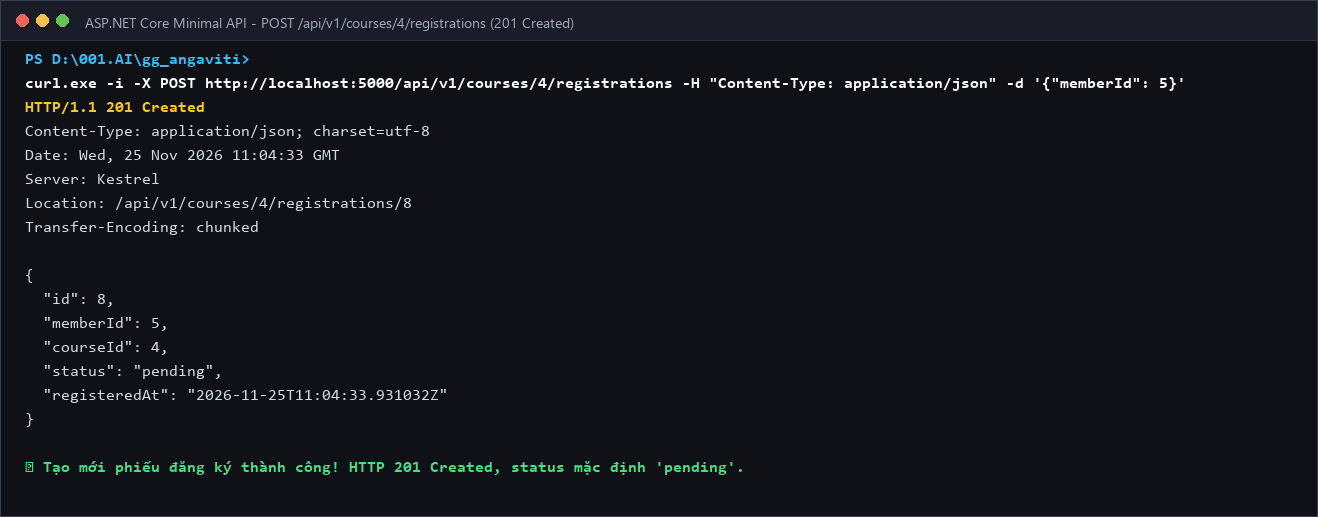 ASP.NET Core Minimal API - POST /api/v1/courses/4/registrations (201 Created)
PS D:\001.AI\gg_angaviti>
curl.exe -i -X POST http://localhost:5000/api/v1/courses/4/registrations -H "Content-Type: application/json" -d '{"memberId": 5}'
HTTP/1.1 201 Created
Content-Type: application/json; charset=utf-8
Date: Wed, 25 Nov 2026 11:04:33 GMT
Server: Kestrel
Location: /api/v1/courses/4/registrations/8
Transfer-Encoding: chunked
{
  "id": 8,
  "memberId": 5,
  "courseId": 4,
  "status": "pending",
  "registeredAt": "2026-11-25T11:04:33.931032Z"
}
Tạo mới phiếu đăng ký thành công! HTTP 201 Created, status mặc định 'pending'.